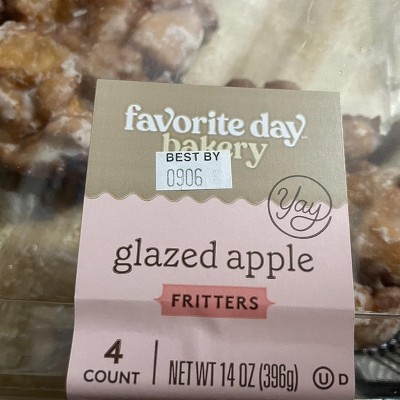 favorite day
bakery
BEST BY
0906
Yay
glazed apple
FRITTERS
4
COUNT
NET WT 14 OZ (396g)
U D